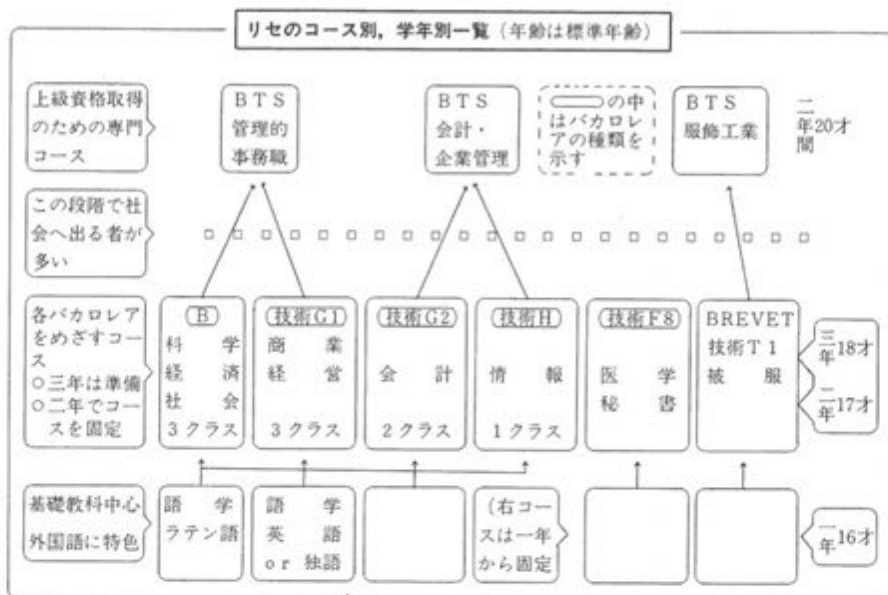 リセのコース別，学年別一覧（年齢は標準年齢）
上級資格取得
のための専門
コース
BTS
管理的
事務職
BTS
会計・
企業管理
の中
はバカロレ
アの種類を
示す
BTS
服飾工業
二年間
20才
この段階で社
会へ出る者が
多い
各バカロレア
をめざすコー
ス
○三年は準備
○二年でコー
スを固定
B
科学
経済
社会
3クラス
技術G1
商業
経営
3クラス
技術G2
会計
2クラス
技術H
情報
1クラス
技術F8
医学
秘書
BREVET
技術T1
被服
三年18才
二年17才
基礎教科中心
外国語に特色
語学
ラテン語
語学
英語
or 独語
（右コー
スは一年
から固定
一年16才